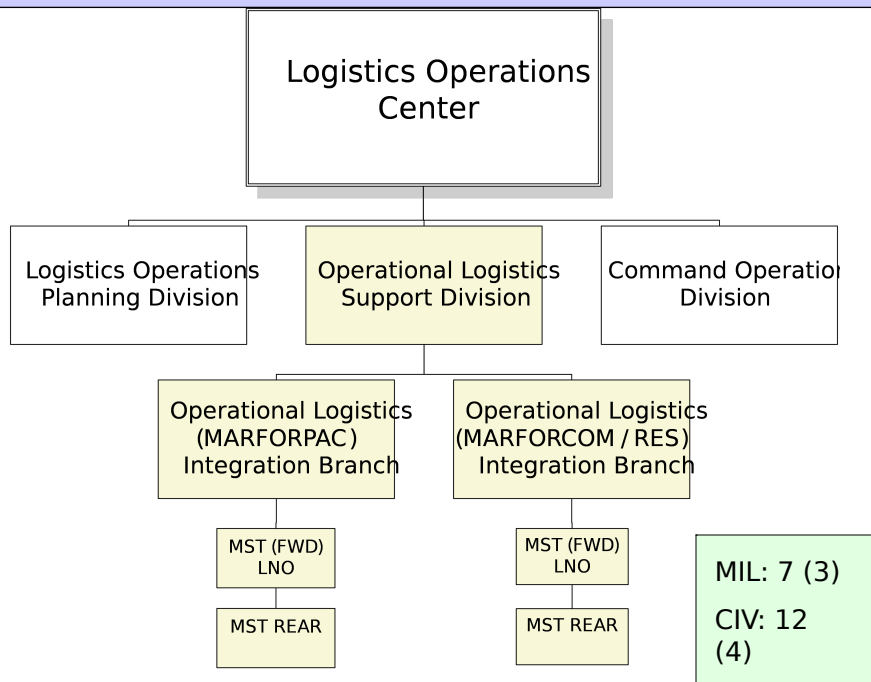 Logistics Operations
Center
Logistics Operations
Planning Division
Operational Logistics
Support Division
Command Operation
Division
Operational Logistics
(MARFORPAC)
Integration Branch
Operational Logistics
(MARFORCOM / RES)
Integration Branch
MST (FWD)
LNO
MST (FWD)
LNO
MST REAR
MST REAR
MIL: 7 (3)
CIV: 12
(4)